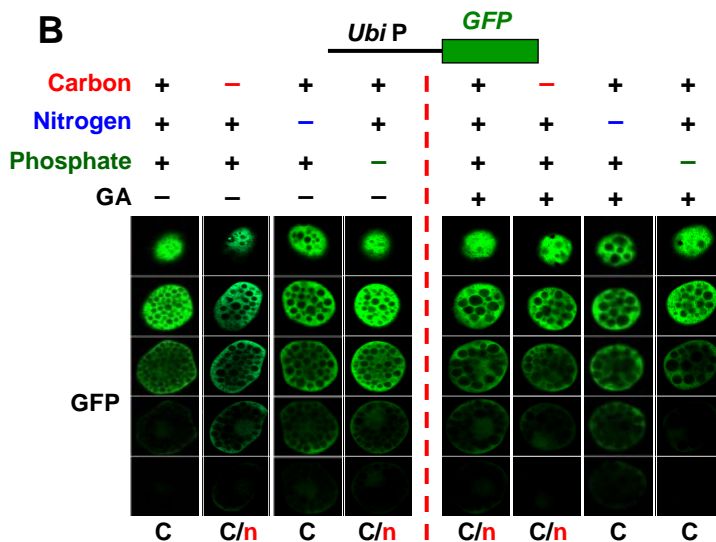 B
Ubi P GFP
Carbon + – + + + – + +
Nitrogen + + – + + + – +
Phosphate + + + – + + + –
GA – – – – + + + +
GFP
C C/n C C/n C/n C/n C C